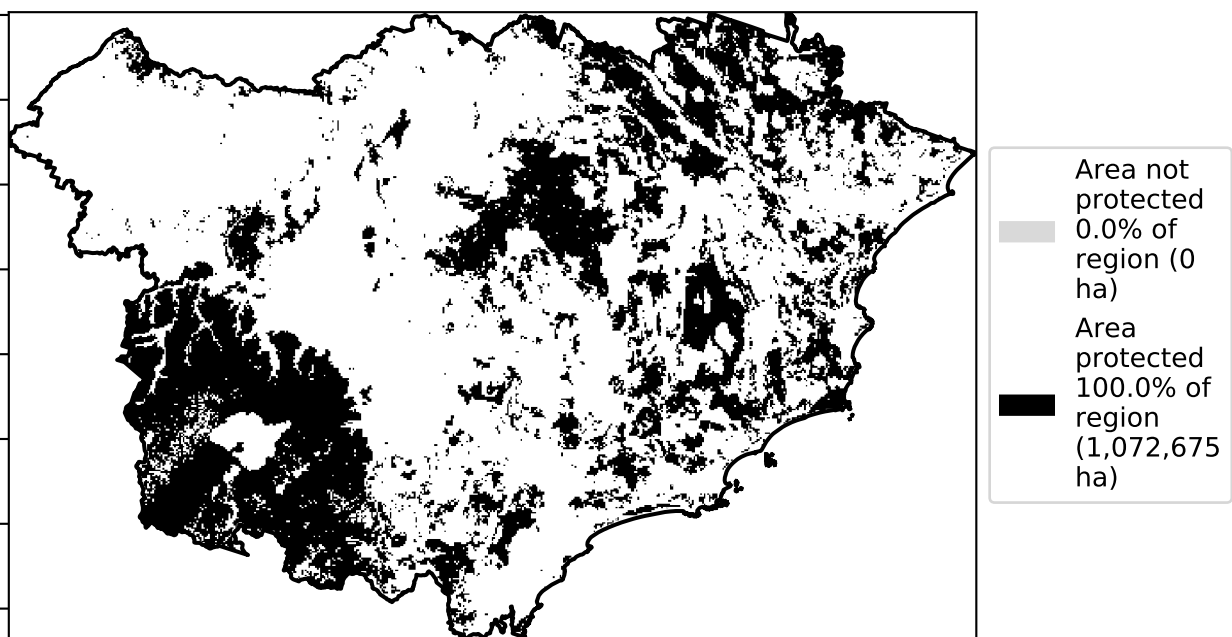 Area not
protected
0.0% of
region (0
ha)
Area
protected
100.0% of
region
(1,072,675
ha)